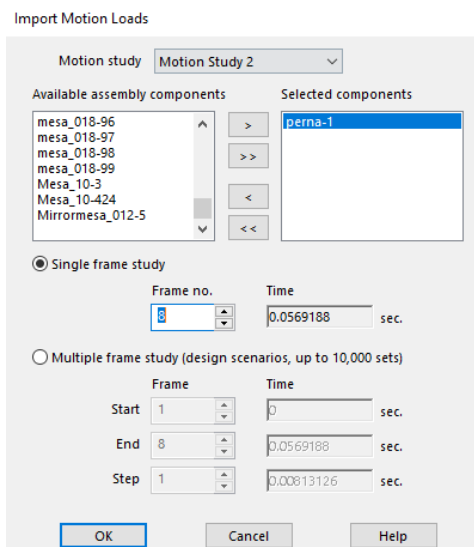 Import Motion Loads
Motion study Motion Study 2
Available assembly components Selected components
mesa_018-96 > perna-1
mesa_018-97
mesa_018-98 >>
mesa_018-99
Mesa_10-3 <
Mesa_10-424
Mirrormesa_012-5
<<
Single frame study
Frame no. Time
8 0.0569188 sec.
Multiple frame study (design scenarios, up to 10,000 sets)
Frame Time
Start 1 0 sec.
End 8 0.0569188 sec.
Step 1 0.00813126 sec.
OK Cancel Help